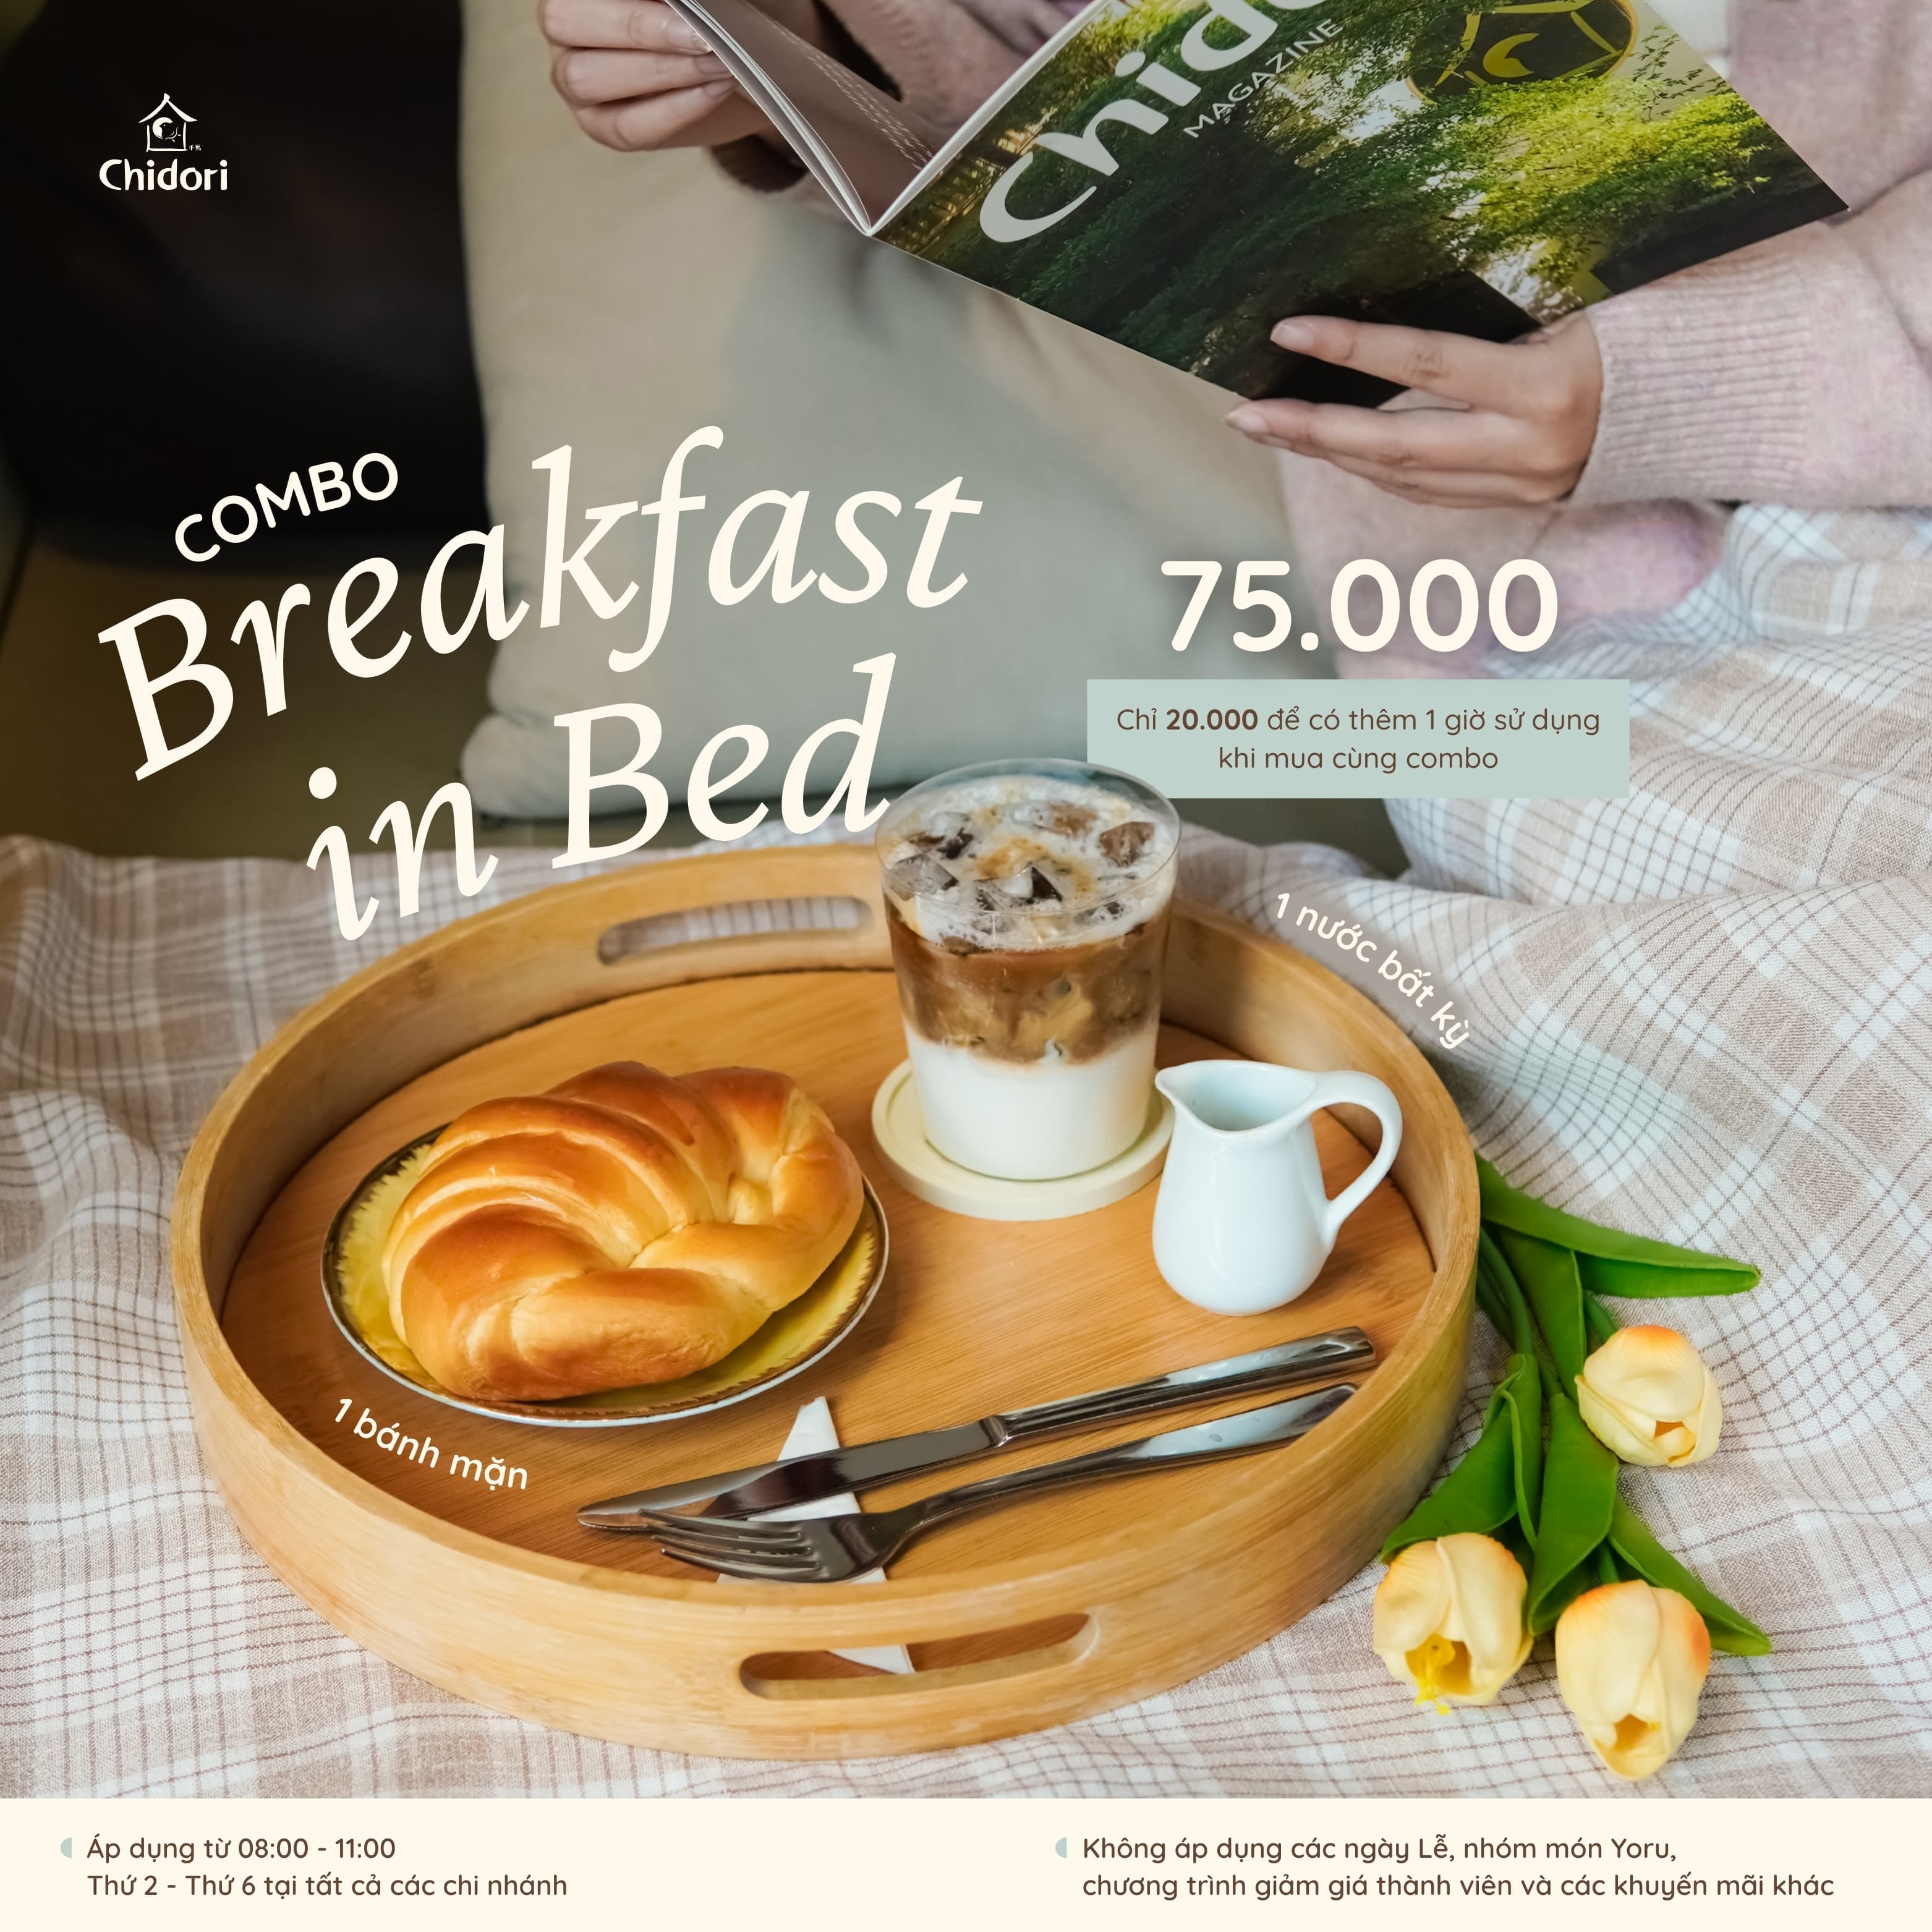 Chidori
MAGAZINE
Chidori
COMBO
Breakfast
in Bed
75.000
Chỉ 20.000 để có thêm 1 giờ sử dụng
khi mua cùng combo
1 nước bất kỳ
1 bánh mặn
Áp dụng từ 08:00 - 11:00
Thứ 2 - Thứ 6 tại tất cả các chi nhánh
Không áp dụng các ngày Lễ, nhóm món Yoru,
chương trình giảm giá thành viên và các khuyến mãi khác